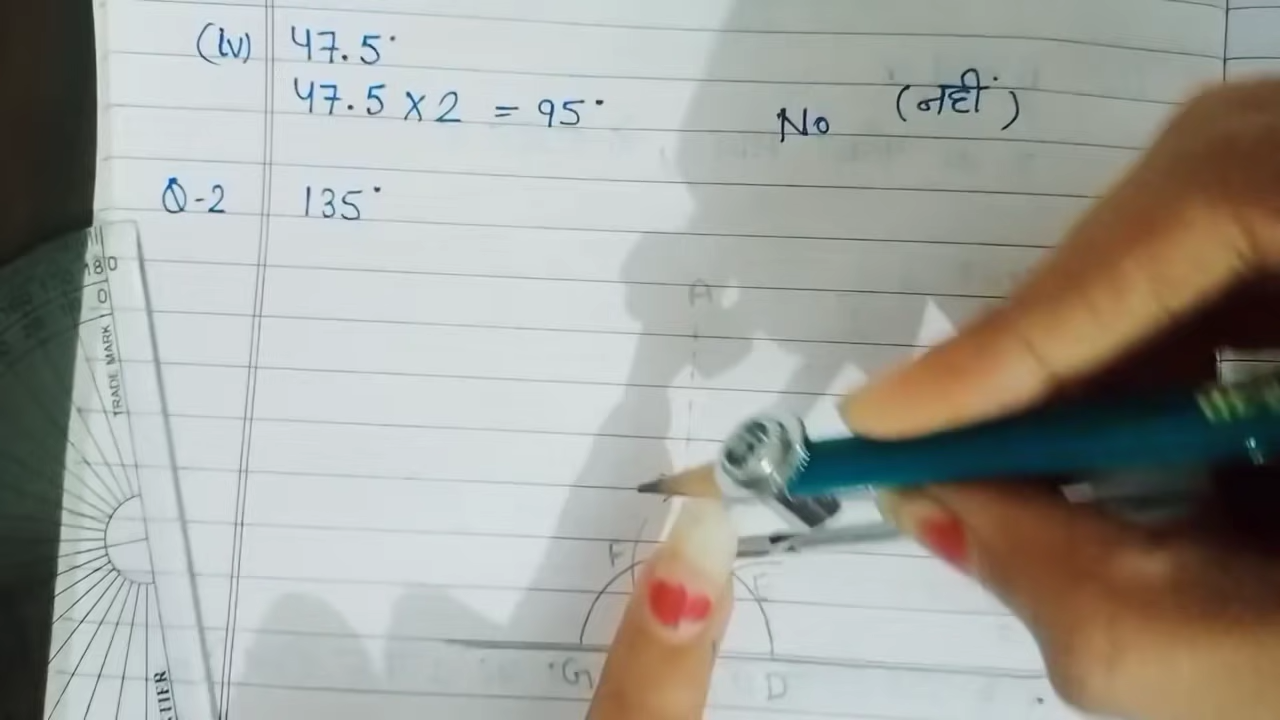 (iv) 47.5°
47.5 × 2 = 95° No (नहीं)
Q-2 135°
A
F E
G D
180
0
TRADE MARK